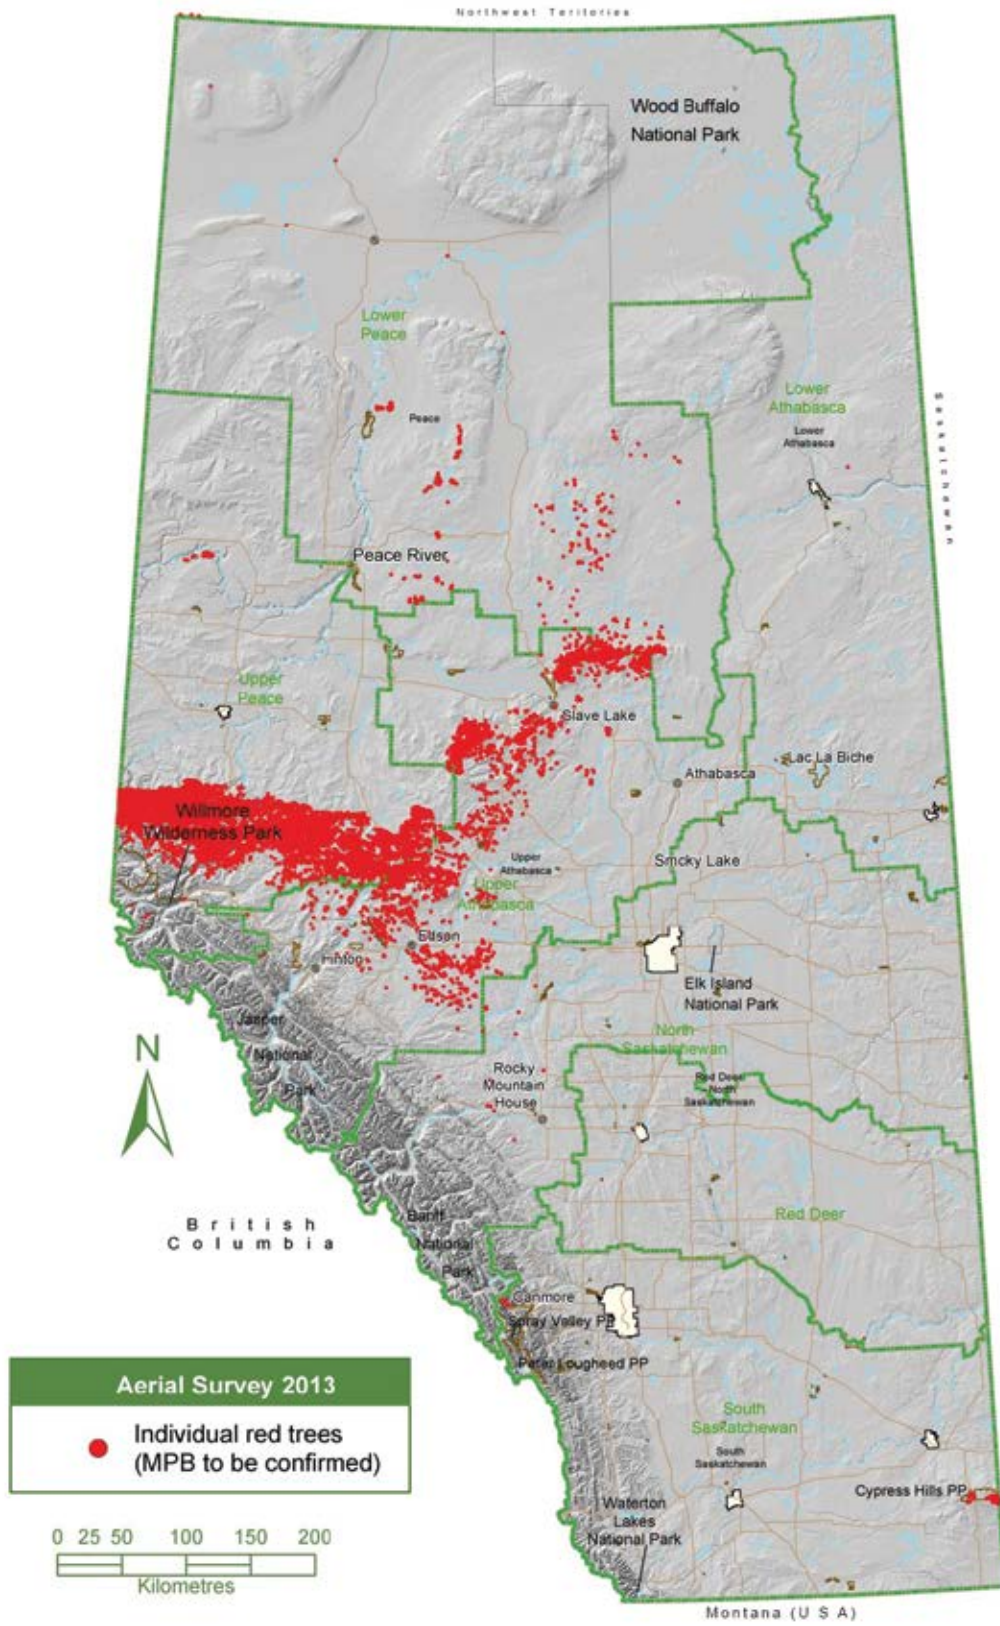 Northwest Territories
Wood Buffalo
National Park
Lower
Peace
Lower
Athabasca
Lower
Athabasca
Peace
Saskatchewan
Peace River
Upper
Peace
Slave Lake
Lac La Biche
Athabasca
Willmore
Wilderness Park
Upper
Athabasca
Smoky Lake
Upper
Athabasca
Edson
Hinton
Elk Island
National Park
Jasper
National
Park
N
North
Saskatchewan
Rocky
Mountain
House
Red Deer
North
Saskatchewan
British
Columbia
Banff
National
Park
Red Deer
Canmore
Spray Valley PP
Peter Lougheed PP
Aerial Survey 2013
Individual red trees
(MPB to be confirmed)
South
Saskatchewan
South
Saskatchewan
Cypress Hills PP
Waterton
Lakes
National Park
0 25 50 100 150 200
Kilometres
Montana (U S A)